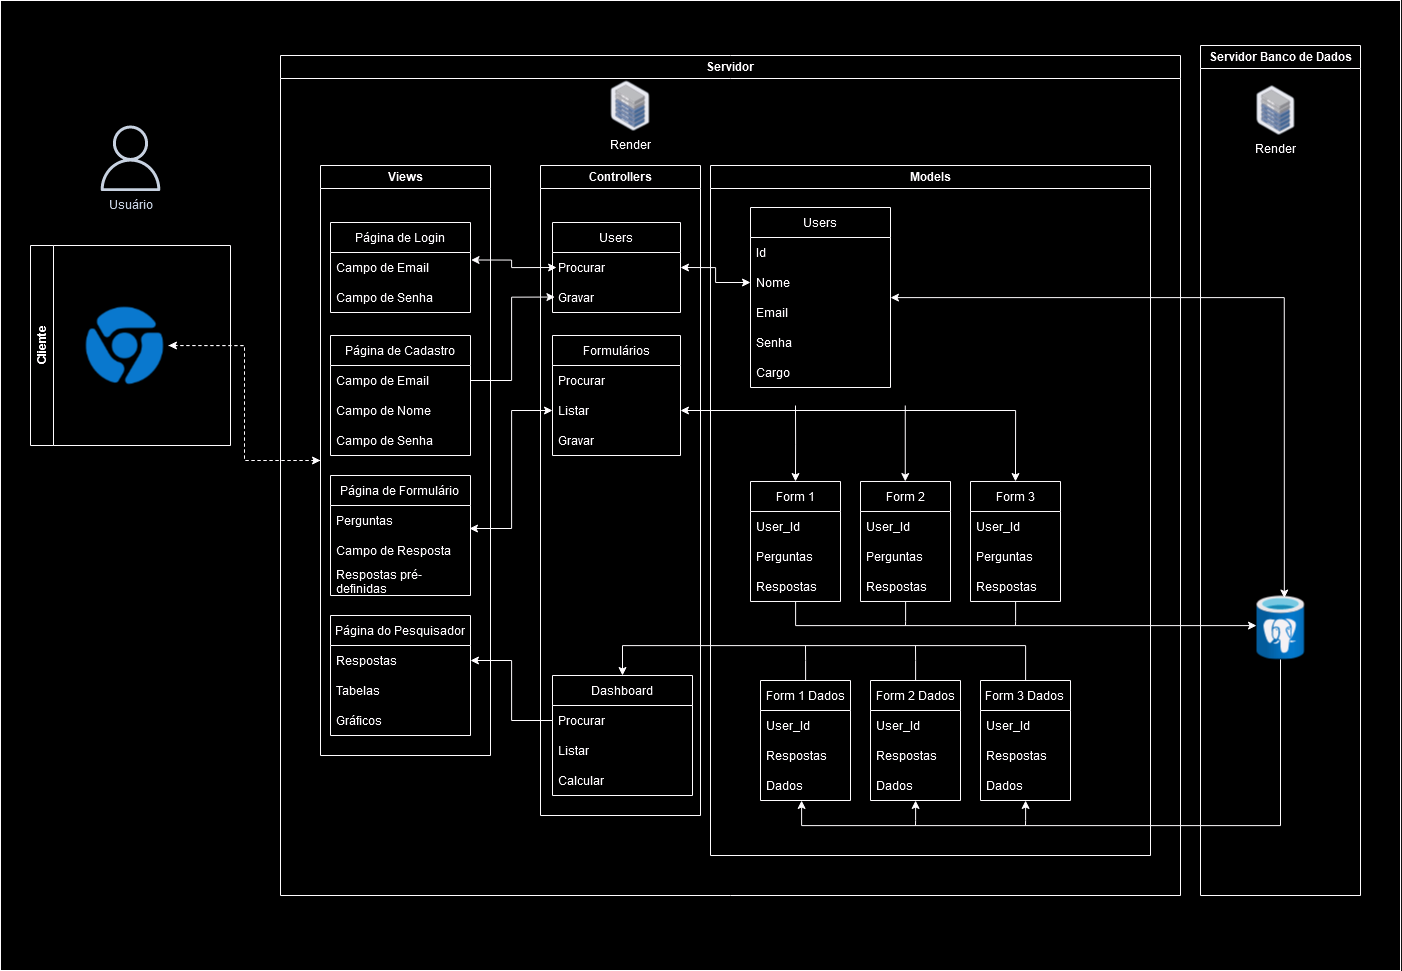 Servidor
Servidor Banco de Dados
Render
Render
Usuário
Cliente
Views
Página de Login
Campo de Email
Campo de Senha
Página de Cadastro
Campo de Email
Campo de Nome
Campo de Senha
Página de Formulário
Perguntas
Campo de Resposta
Respostas pré-
definidas
Página do Pesquisador
Respostas
Tabelas
Gráficos
Controllers
Users
Procurar
Gravar
Formulários
Procurar
Listar
Gravar
Dashboard
Procurar
Listar
Calcular
Models
Users
Id
Nome
Email
Senha
Cargo
Form 1
User_Id
Perguntas
Respostas
Form 2
User_Id
Perguntas
Respostas
Form 3
User_Id
Perguntas
Respostas
Form 1 Dados
User_Id
Respostas
Dados
Form 2 Dados
User_Id
Respostas
Dados
Form 3 Dados
User_Id
Respostas
Dados